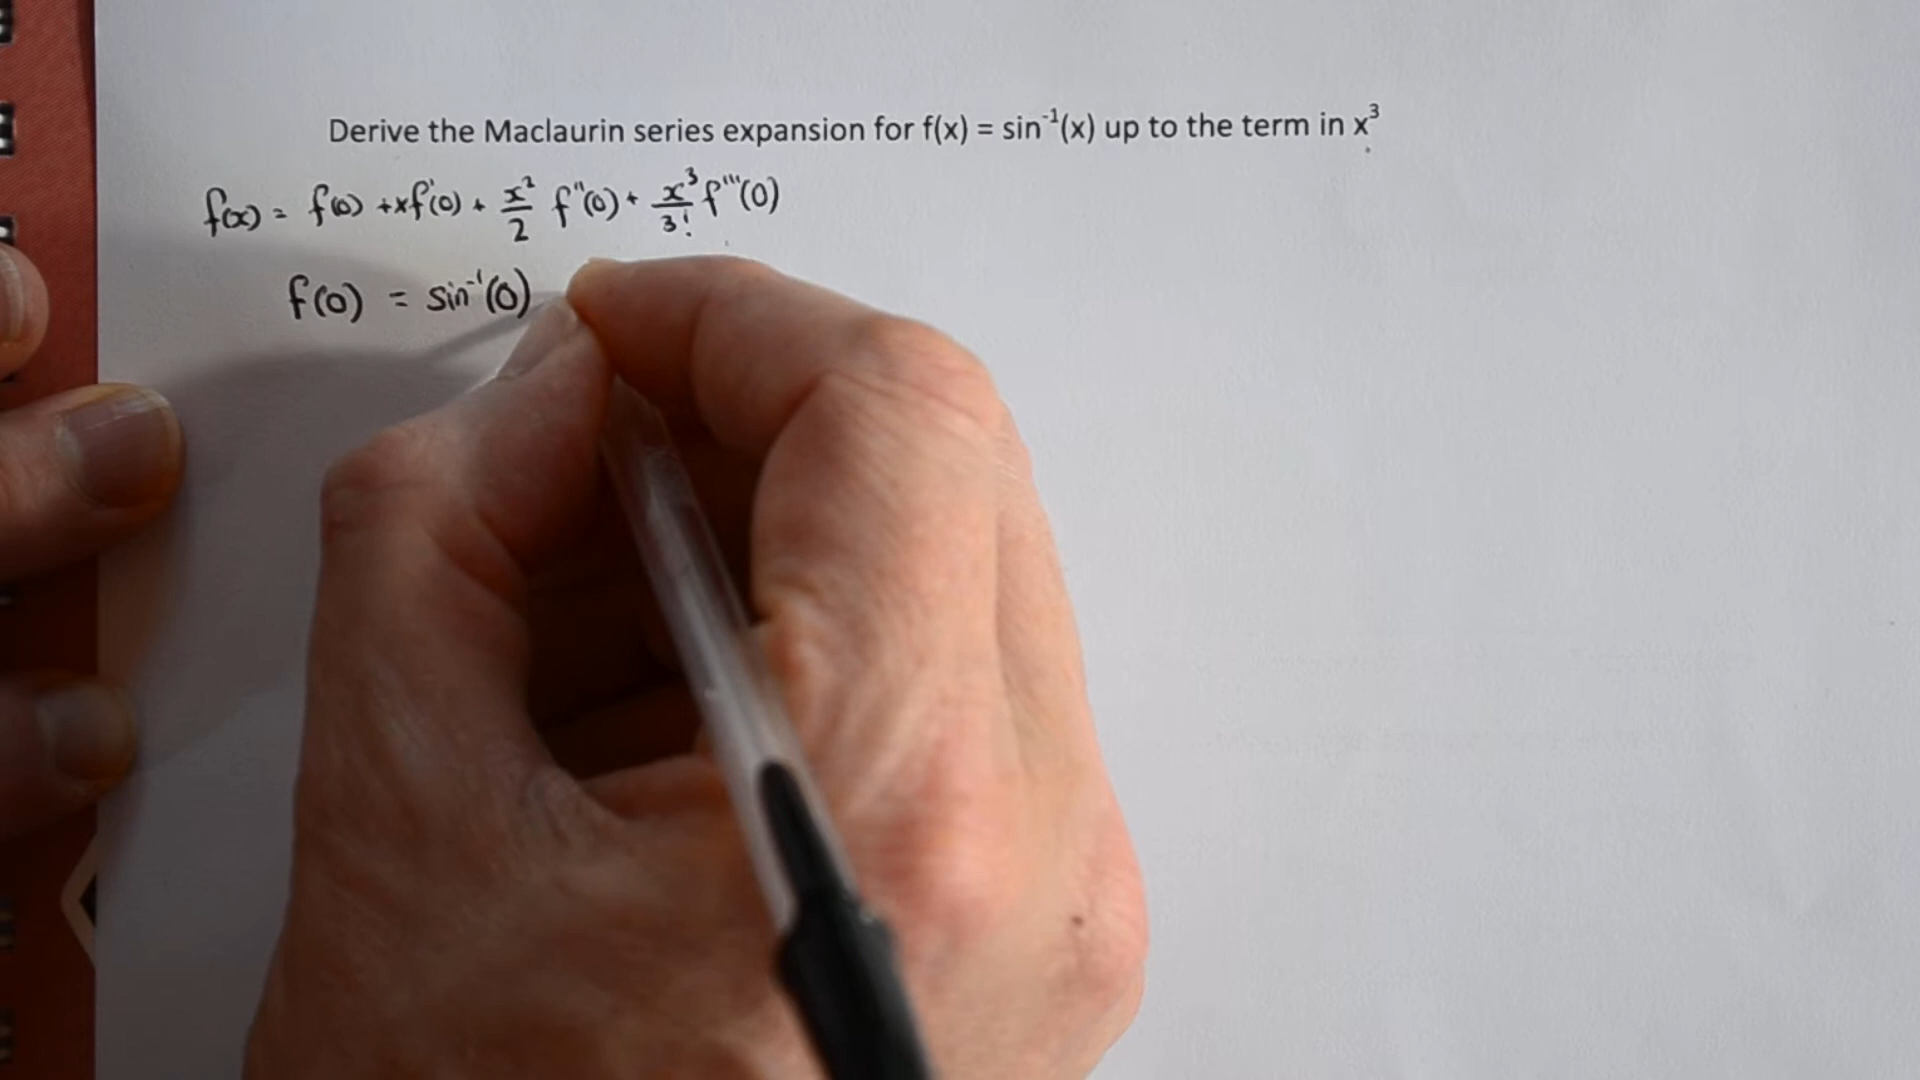 Derive the Maclaurin series expansion for f(x) = sin⁻¹(x) up to the term in x³
f(x) = f(0) + xf'(0) + x²/2 f''(0) + x³/3! f'''(0)
f(0) = sin⁻¹(0)